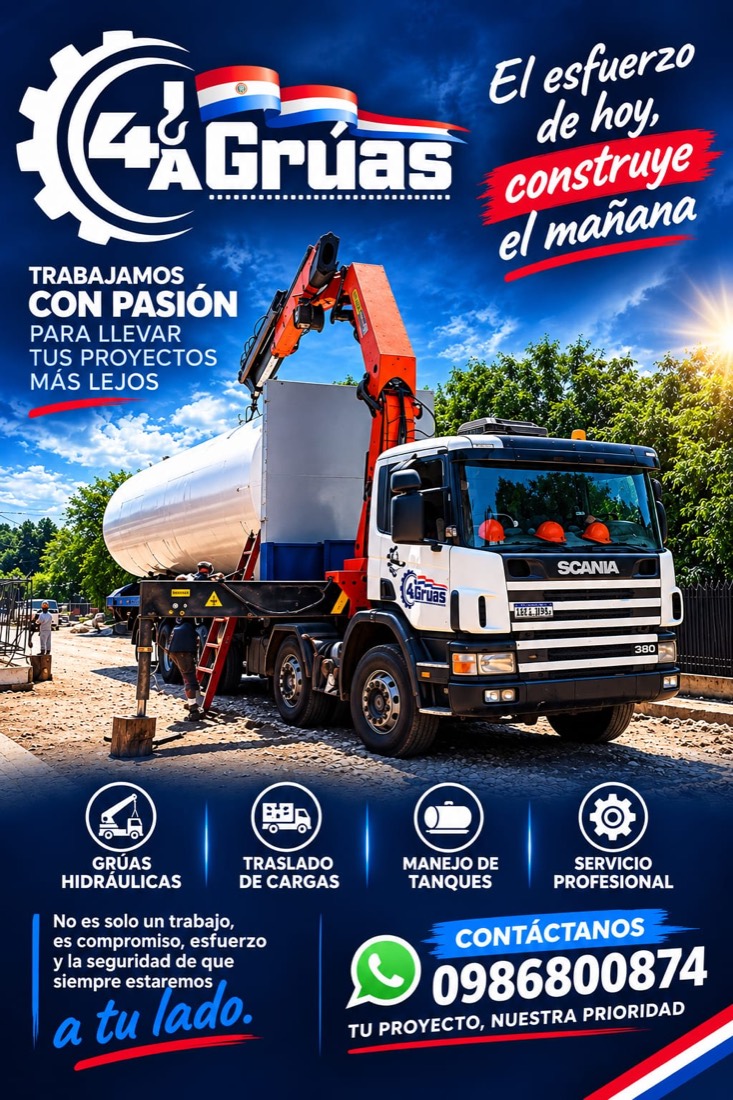 4A Grúas
El esfuerzo
de hoy,
construye
el mañana
TRABAJAMOS
CON PASIÓN
PARA LLEVAR
TUS PROYECTOS
MÁS LEJOS
SCANIA
4Gruas
380
GRÚAS
HIDRÁULICAS
TRASLADO
DE CARGAS
MANEJO DE
TANQUES
SERVICIO
PROFESIONAL
No es solo un trabajo,
es compromiso, esfuerzo
y la seguridad de que
siempre estaremos
a tu lado.
CONTÁCTANOS
0986800874
TU PROYECTO, NUESTRA PRIORIDAD